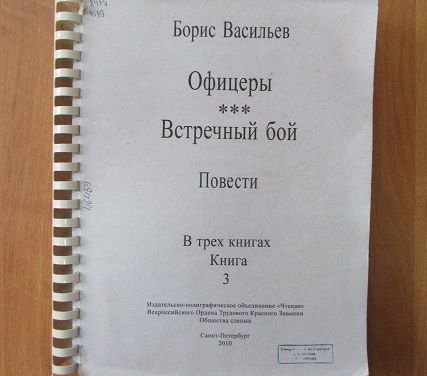 Борис Васильев
Офицеры
***
Встречный бой
Повести
В трех книгах
Книга
3
Издательско-полиграфическое объединение «Чтение»
Всероссийского Ордена Трудового Красного Знамени
Общества слепых
Санкт-Петербург
2010